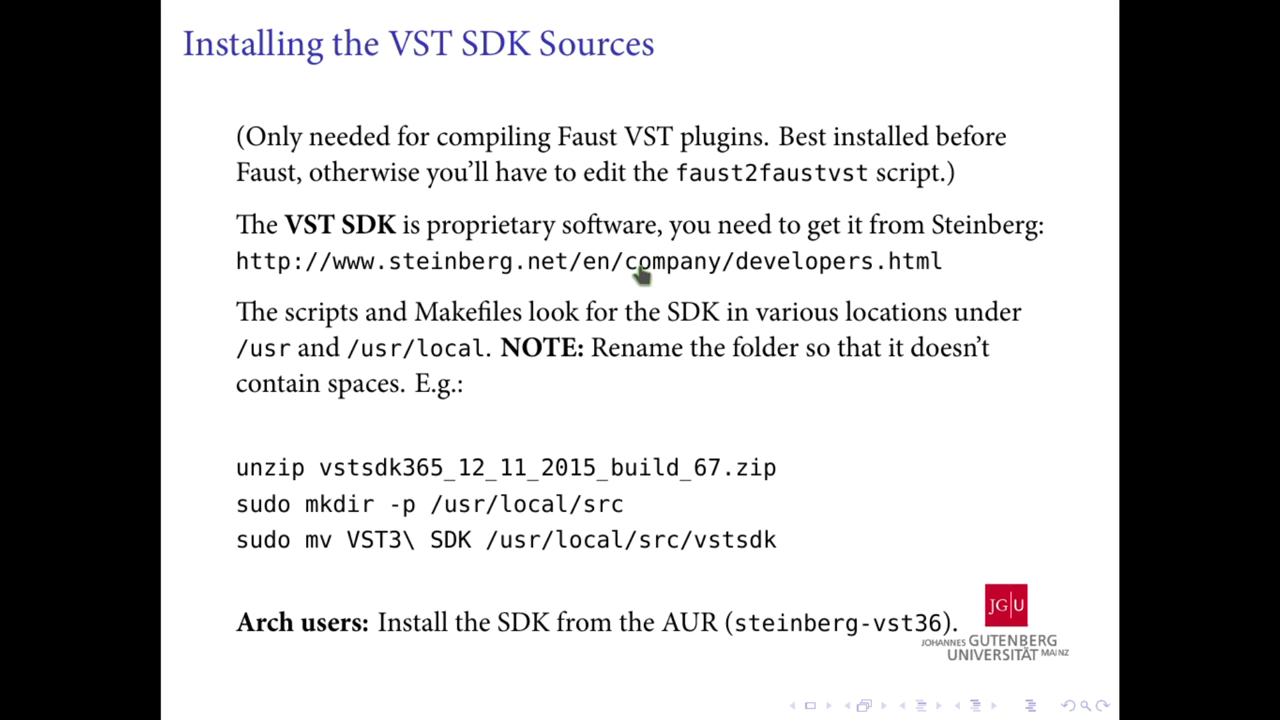 Installing the VST SDK Sources
(Only needed for compiling Faust VST plugins. Best installed before
Faust, otherwise you’ll have to edit the faust2faustvst script.)
The VST SDK is proprietary software, you need to get it from Steinberg:
http://www.steinberg.net/en/company/developers.html
The scripts and Makefiles look for the SDK in various locations under
/usr and /usr/local. NOTE: Rename the folder so that it doesn’t
contain spaces. E.g.:
unzip vstsdk365_12_11_2015_build_67.zip
sudo mkdir -p /usr/local/src
sudo mv VST3\ SDK /usr/local/src/vstsdk
Arch users: Install the SDK from the AUR (steinberg-vst36).
JG|U
JOHANNES GUTENBERG
UNIVERSITÄT MAINZ